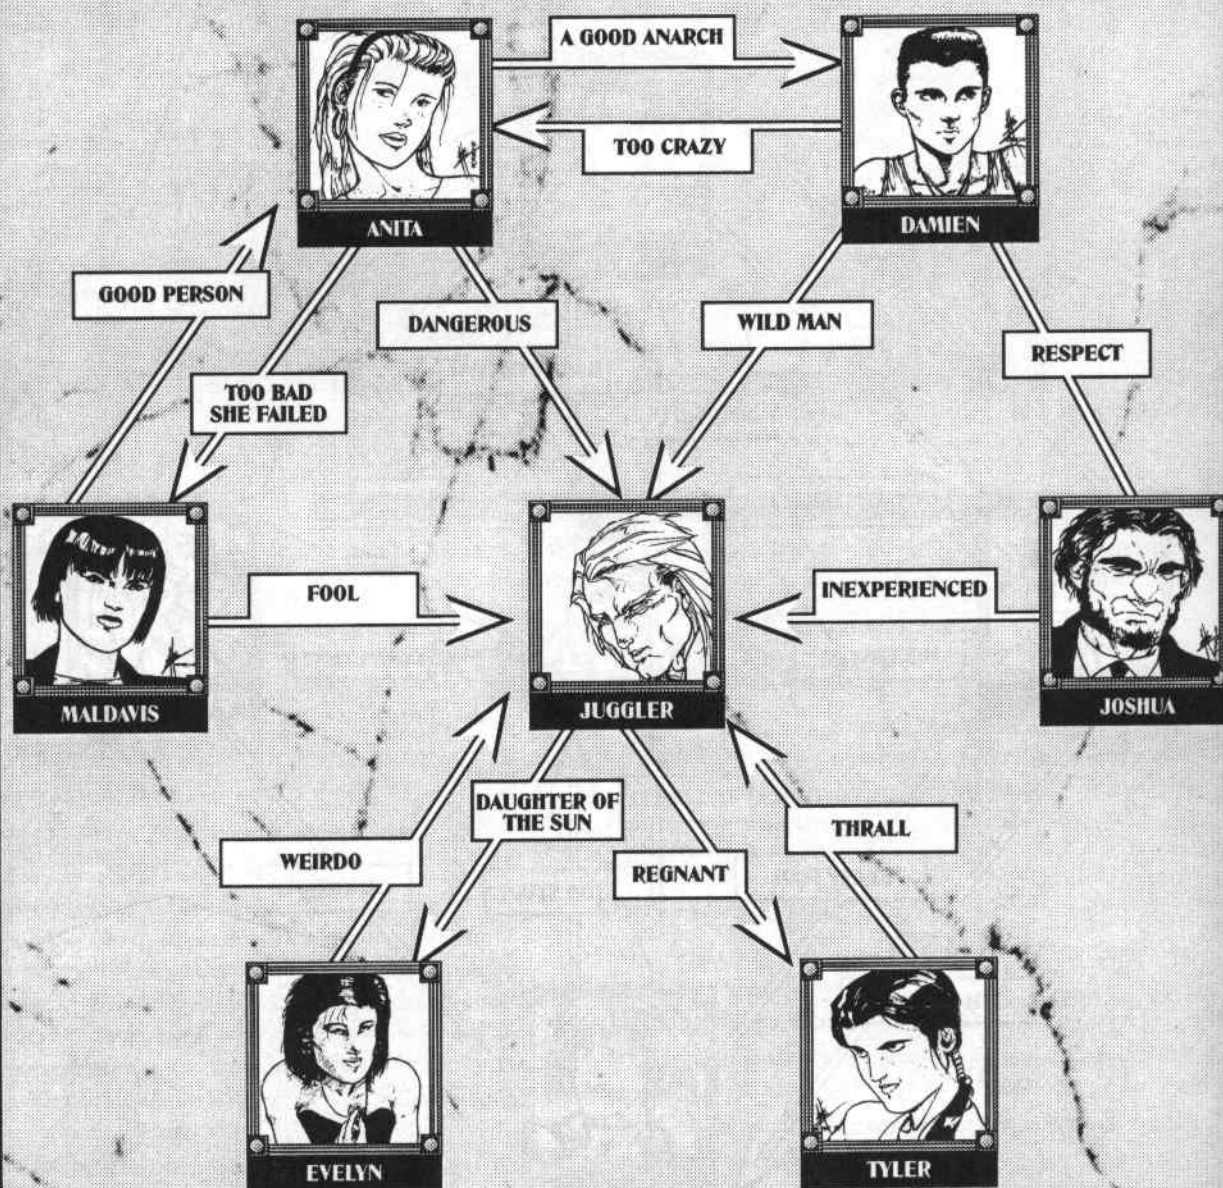 A GOOD ANARCH
TOO CRAZY
ANITA
DAMIEN
GOOD PERSON
DANGEROUS
WILD MAN
RESPECT
TOO BAD
SHE FAILED
FOOL
INEXPERIENCED
MALDAVIS
JUGGLER
JOSHUA
DAUGHTER OF
THE SUN
THRALL
WEIRDO
REGNANT
EVELYN
TYLER